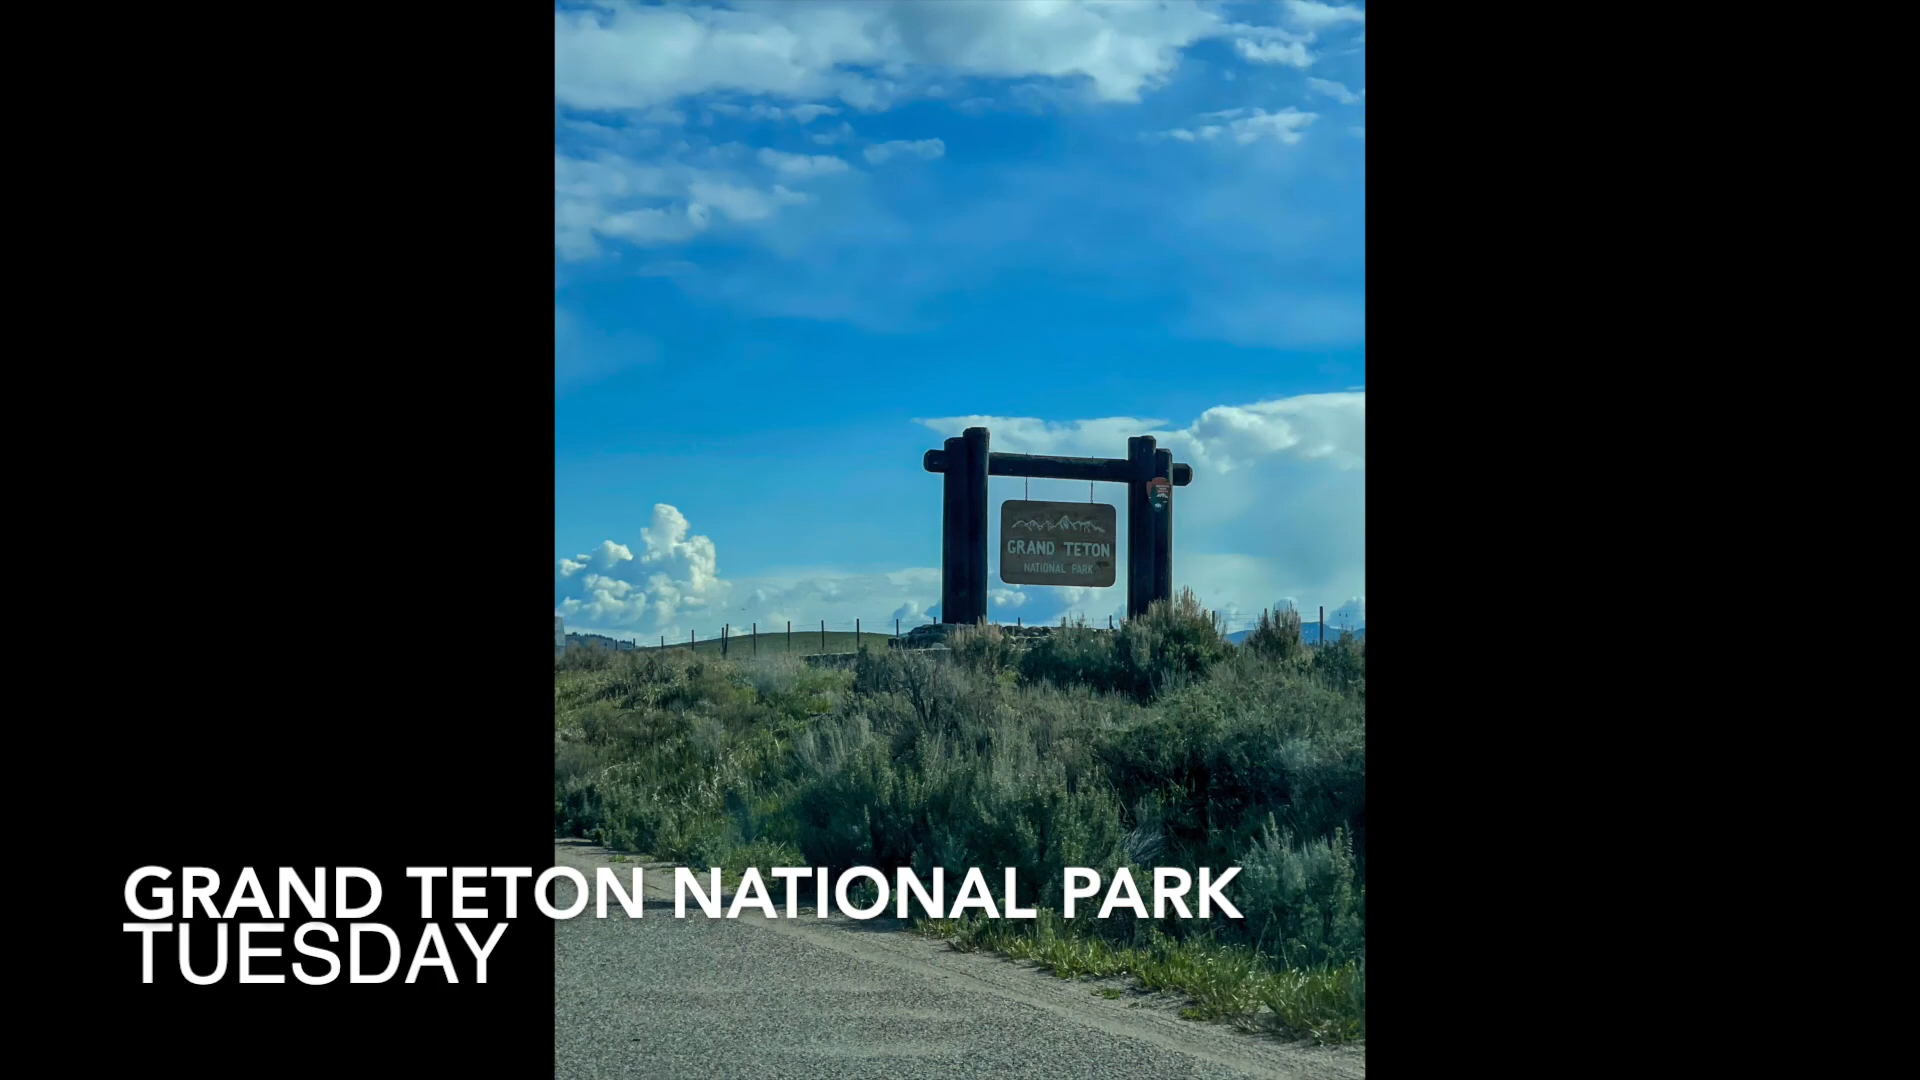 GRAND TETON
NATIONAL PARK
GRAND TETON NATIONAL PARK
TUESDAY